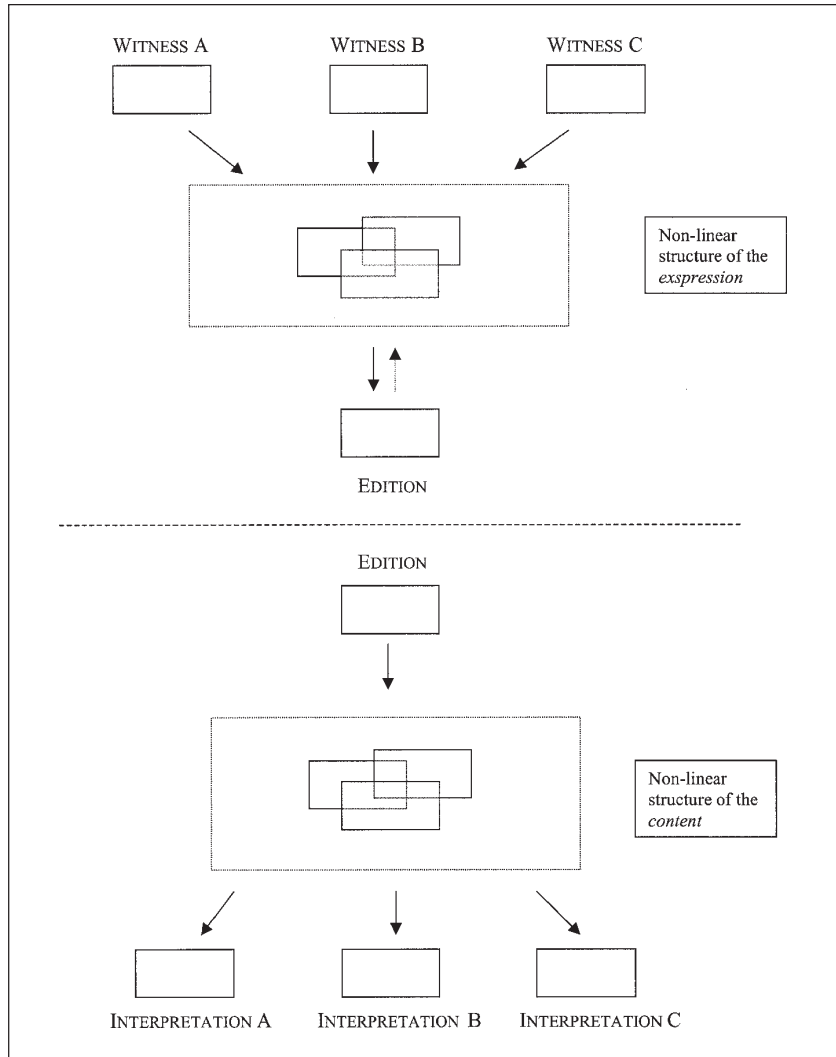 WITNESS A WITNESS B WITNESS C
Non-linear
structure of the
exspression
EDITION
EDITION
Non-linear
structure of the
content
INTERPRETATION A INTERPRETATION B INTERPRETATION C